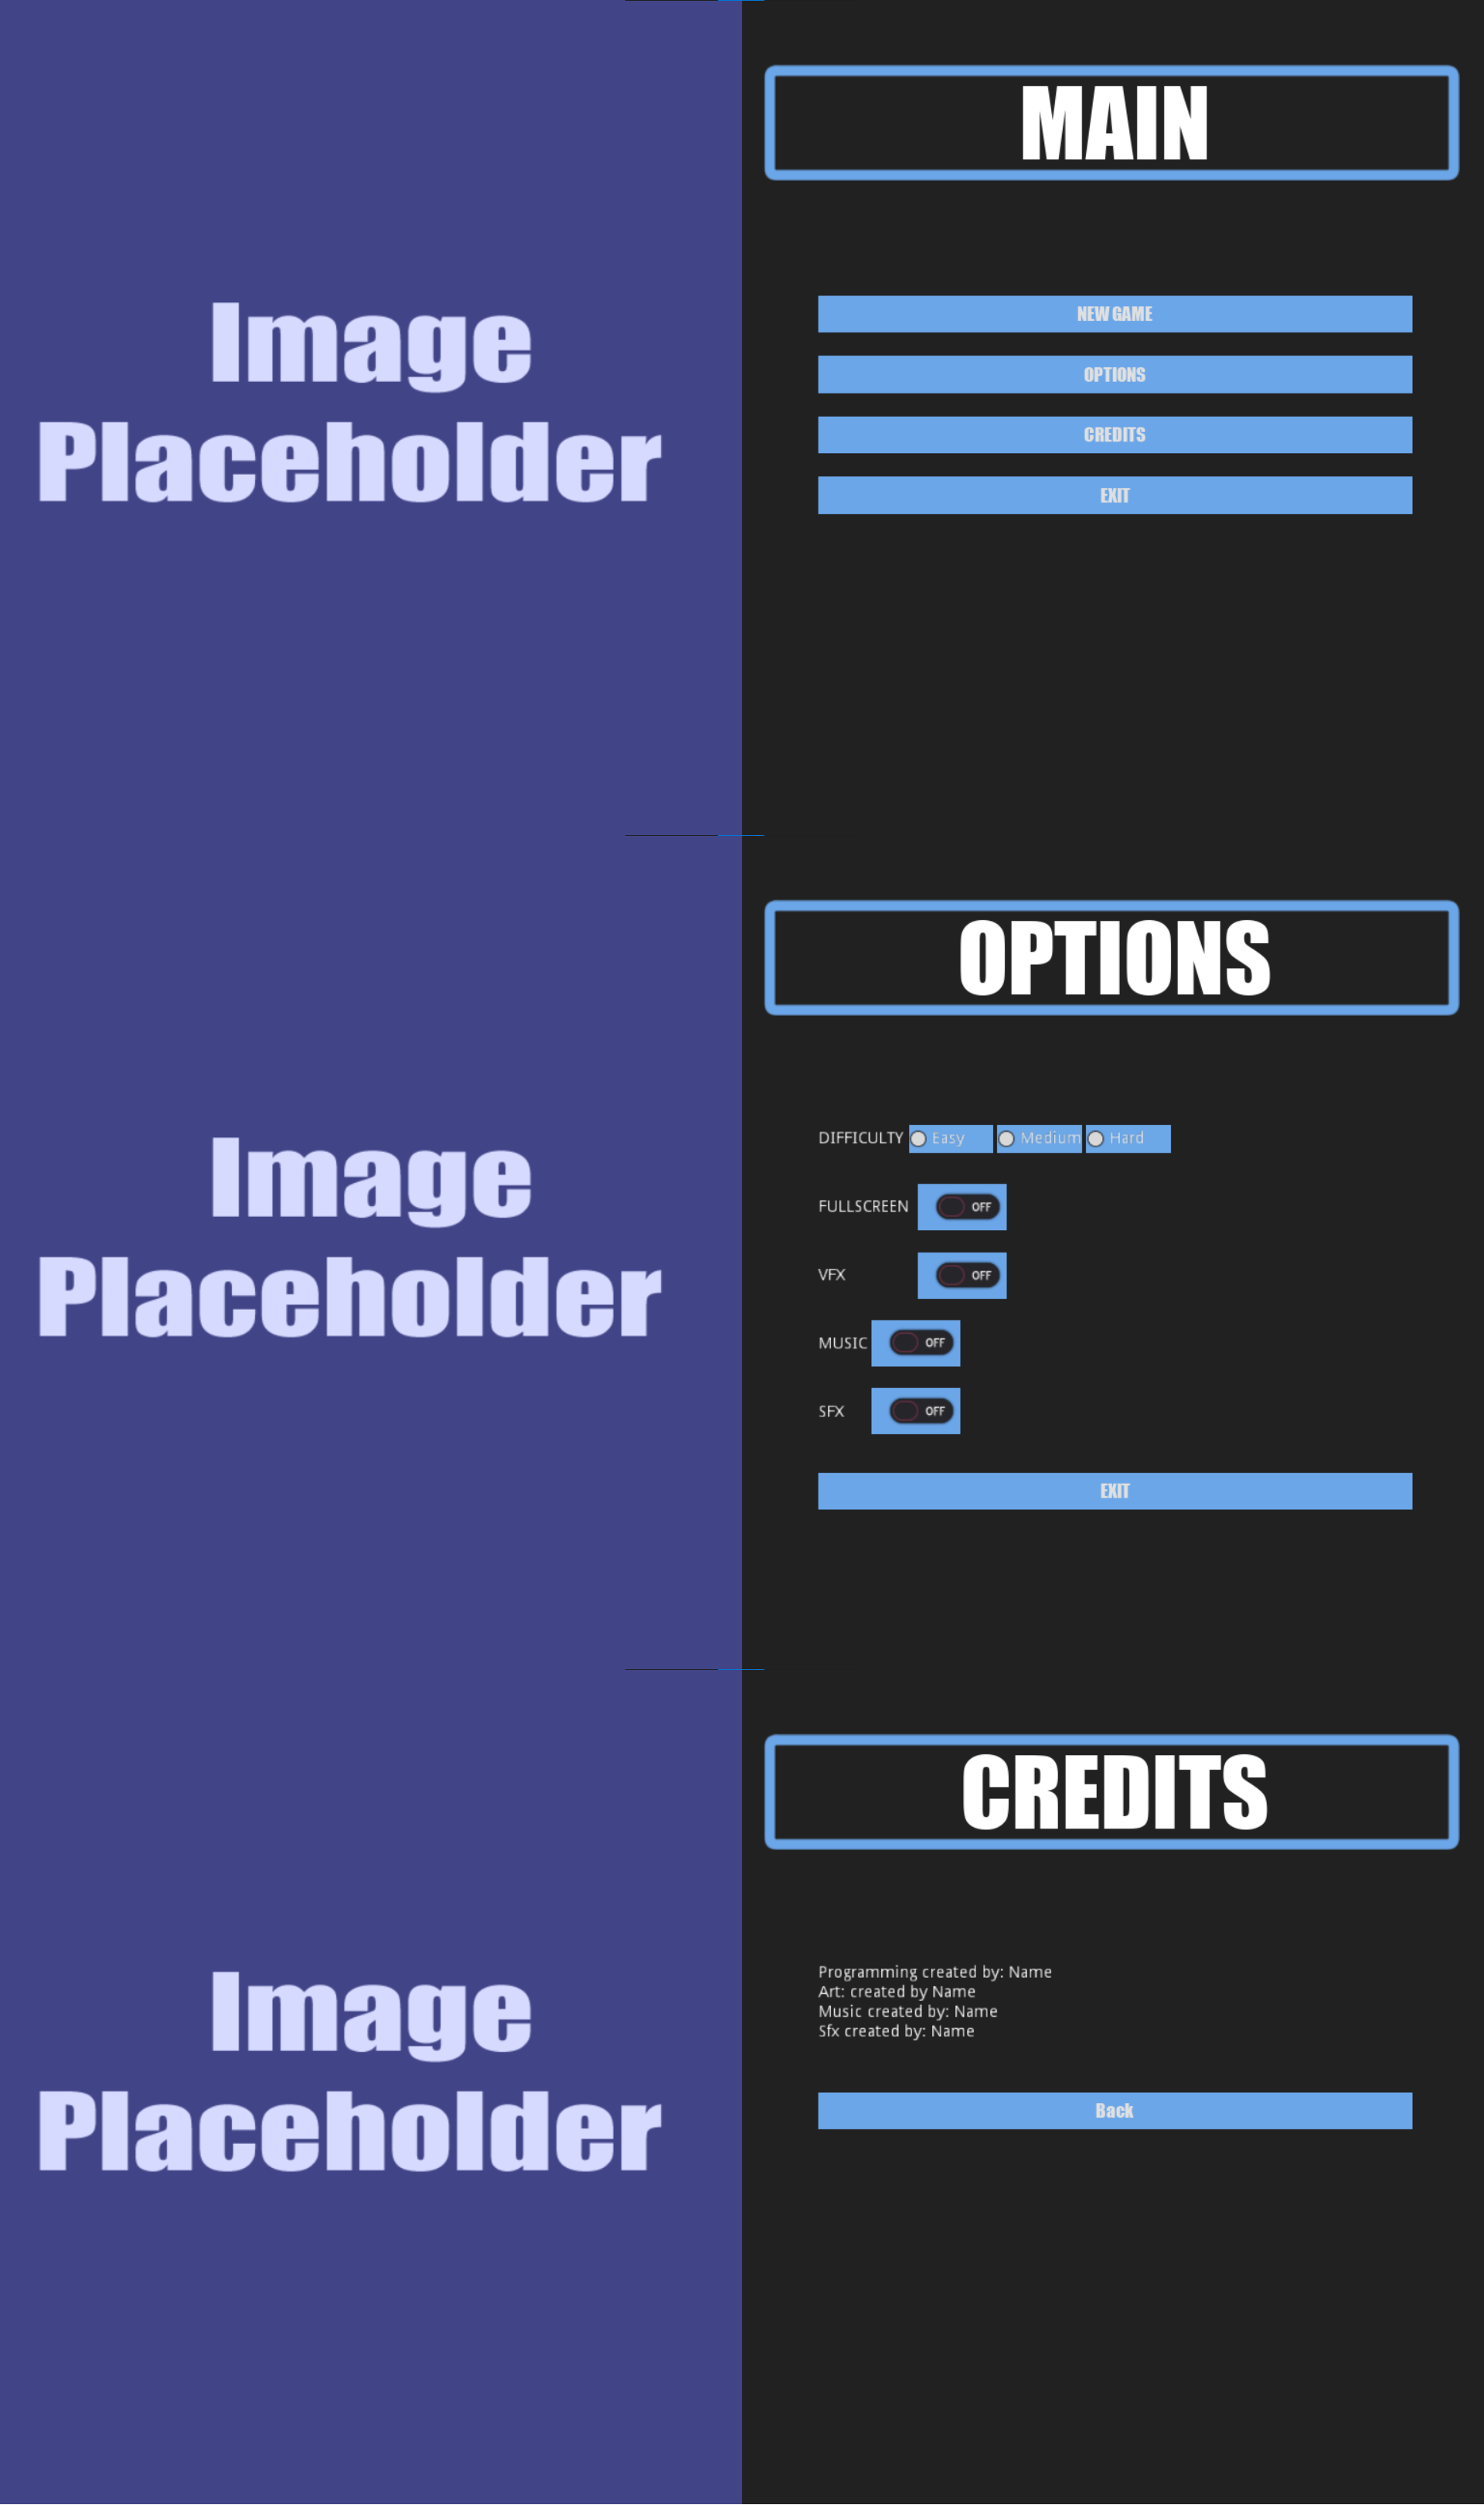 Image
Placeholder
MAIN
NEW GAME
OPTIONS
CREDITS
EXIT
Image
Placeholder
OPTIONS
DIFFICULTY Easy Medium Hard
FULLSCREEN OFF
VFX OFF
MUSIC OFF
SFX OFF
EXIT
Image
Placeholder
CREDITS
Programming created by: Name
Art: created by Name
Music created by: Name
Sfx created by: Name
Back